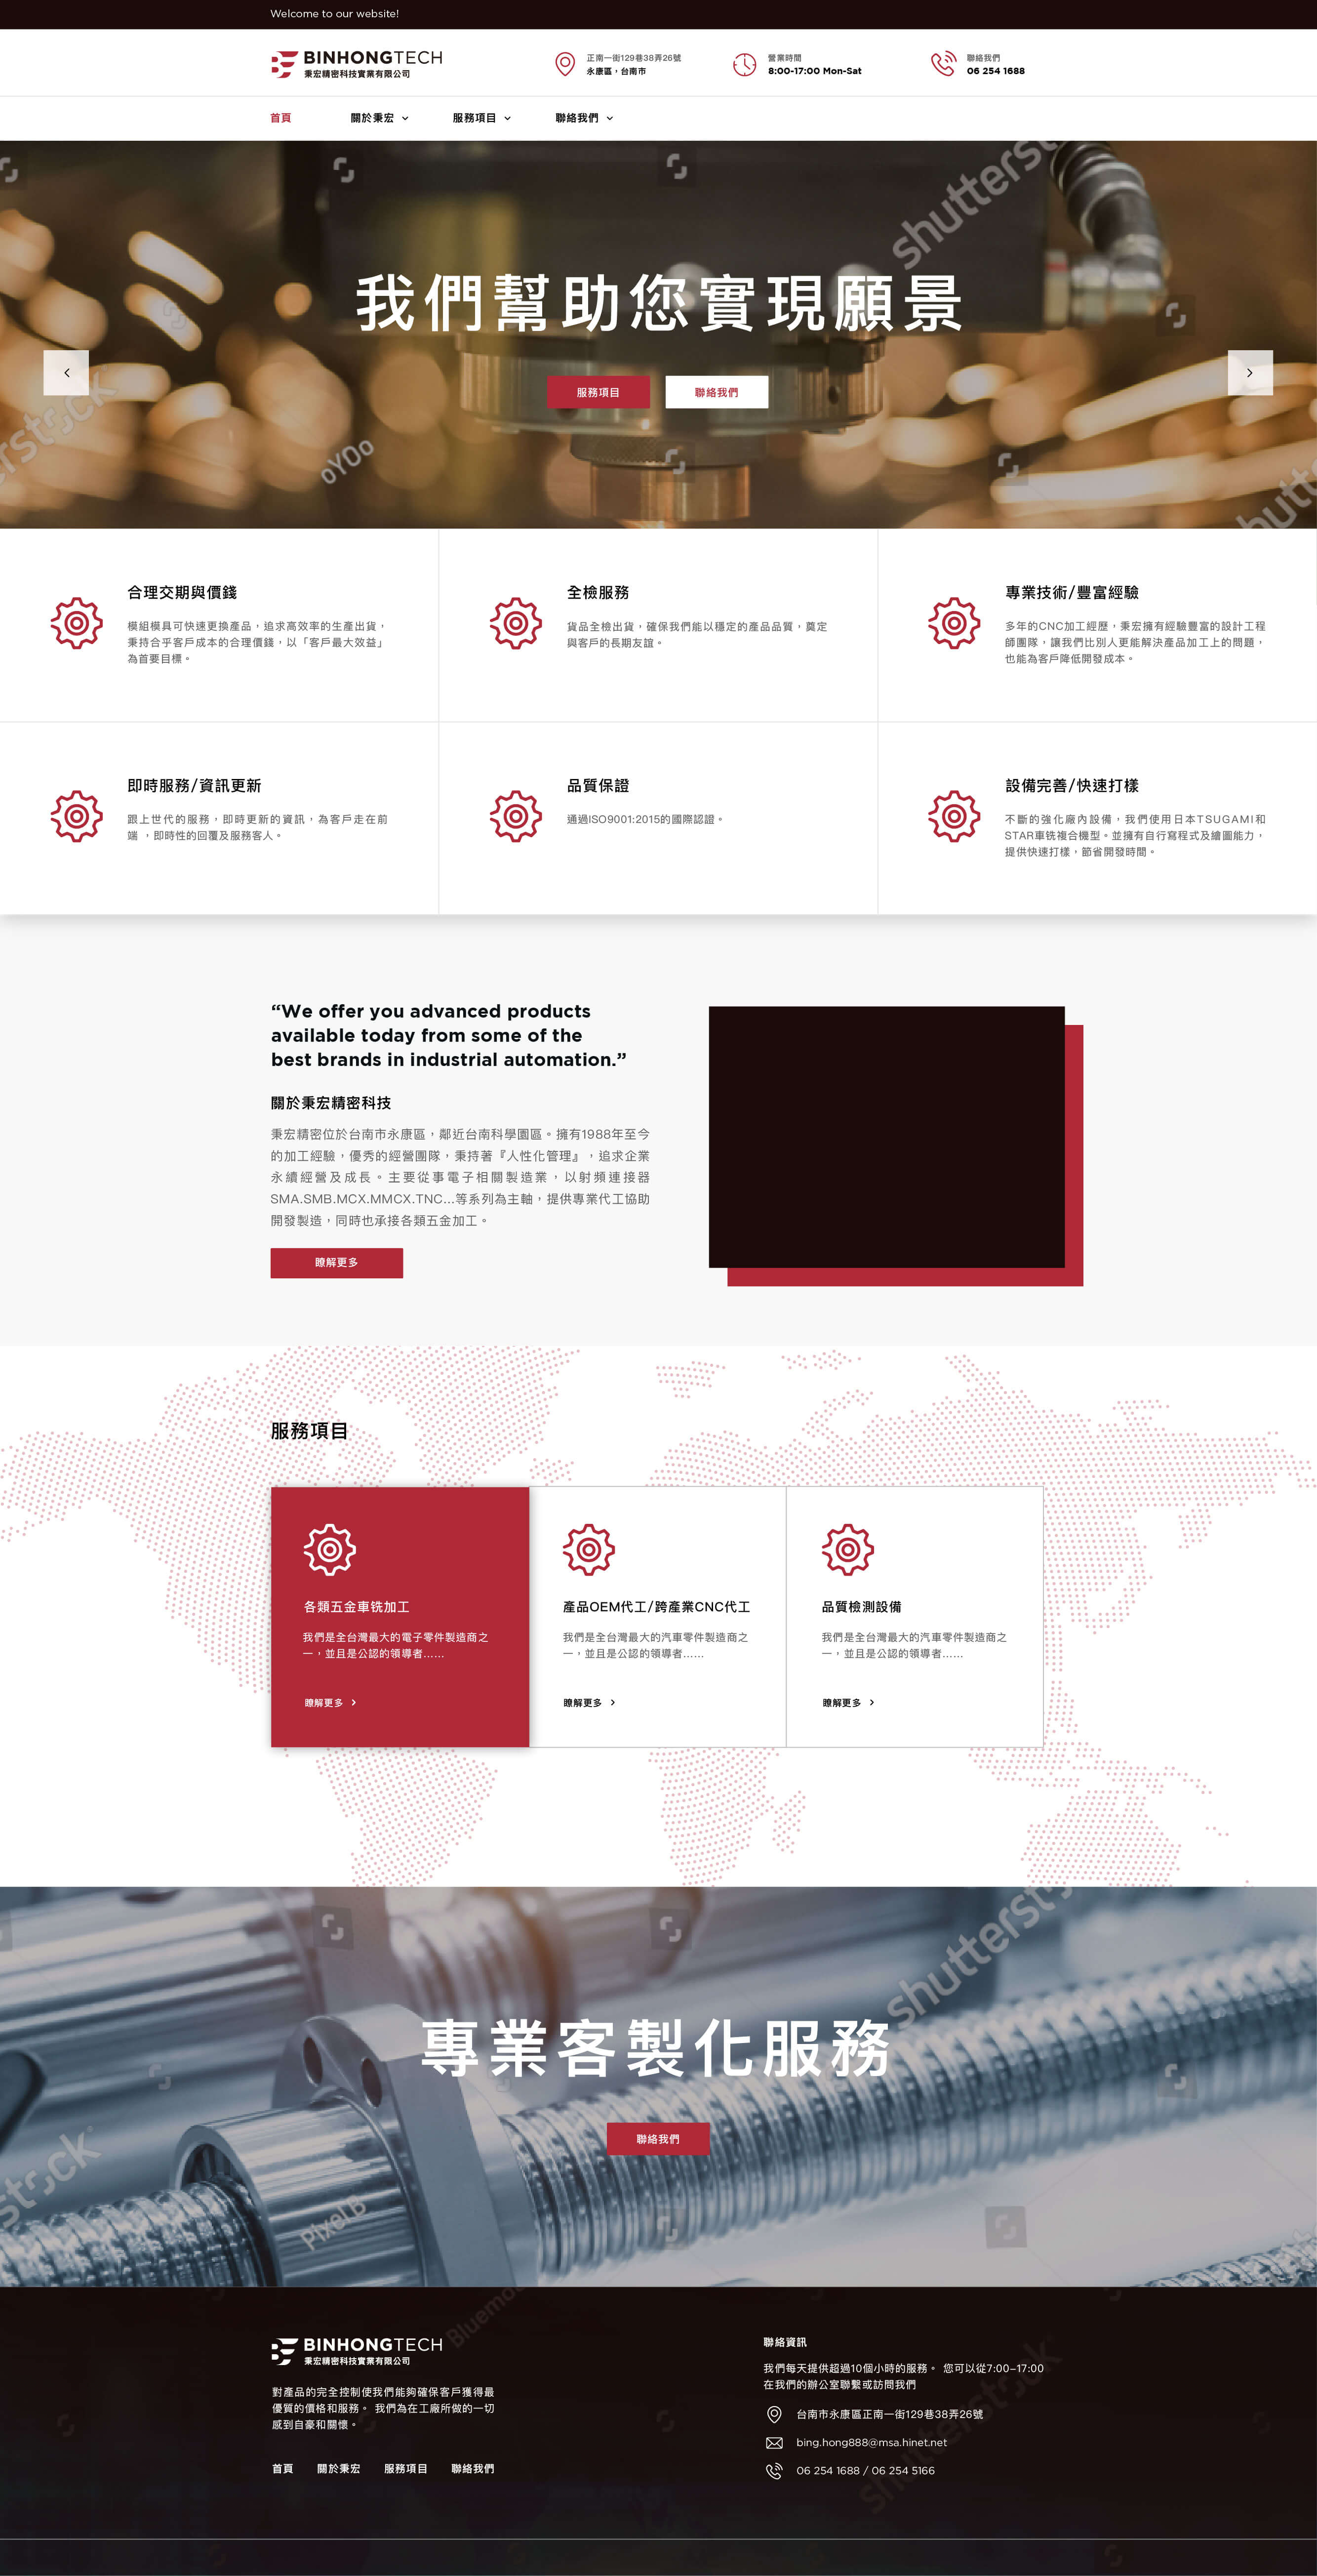 Welcome to our website!
BINHONGTECH
秉宏精密科技實業有限公司
正南一街129巷38弄26號
永康區，台南市
營業時間
8:00-17:00 Mon-Sat
聯絡我們
06 254 1688
首頁 關於秉宏 服務項目 聯絡我們
shutterst
我們幫助您實現願景
服務項目 聯絡我們
rstock
oYOo
hutt
合理交期與價錢
模組模具可快速更換產品，追求高效率的生產出貨，
秉持合乎客戶成本的合理價錢，以「客戶最大效益」
為首要目標。
全檢服務
貨品全檢出貨，確保我們能以穩定的產品品質，奠定
與客戶的長期友誼。
專業技術/豐富經驗
多年的CNC加工經歷，秉宏擁有經驗豐富的設計工程
師團隊，讓我們比別人更能解決產品加工上的問題，
也能為客戶降低開發成本。
即時服務/資訊更新
跟上世代的服務，即時更新的資訊，為客戶走在前
端 ，即時性的回覆及服務客人。
品質保證
通過ISO9001:2015的國際認證。
設備完善/快速打樣
不斷的強化廠內設備，我們使用日本TSUGAMI和
STAR車铣複合機型。並擁有自行寫程式及繪圖能力，
提供快速打樣，節省開發時間。
“We offer you advanced products
available today from some of the
best brands in industrial automation.”
關於秉宏精密科技
秉宏精密位於台南市永康區，鄰近台南科學園區。擁有1988年至今
的加工經驗，優秀的經營團隊，秉持著『人性化管理』，追求企業
永續經營及成長。主要從事電子相關製造業，以射頻連接器
SMA.SMB.MCX.MMCX.TNC...等系列為主軸，提供專業代工協助
開發製造，同時也承接各類五金加工。
瞭解更多
服務項目
各類五金車铣加工
我們是全台灣最大的電子零件製造商之
一，並且是公認的領導者......
瞭解更多
產品OEM代工/跨產業CNC代工
我們是全台灣最大的汽車零件製造商之
一，並且是公認的領導者......
瞭解更多
品質檢測設備
我們是全台灣最大的汽車零件製造商之
一，並且是公認的領導者......
瞭解更多
shutterst
專業客製化服務
聯絡我們
stock
PixelB
Bluemo
BINHONGTECH
秉宏精密科技實業有限公司
對產品的完全控制使我們能夠確保客戶獲得最
優質的價格和服務。 我們為在工廠所做的一切
感到自豪和關懷。
首頁 關於秉宏 服務項目 聯絡我們
聯絡資訊
我們每天提供超過10個小時的服務。 您可以從7:00–17:00
在我們的辦公室聯繫或訪問我們
台南市永康區正南一街129巷38弄26號
bing.hong888@msa.hinet.net
06 254 1688 / 06 254 5166
shutterstock